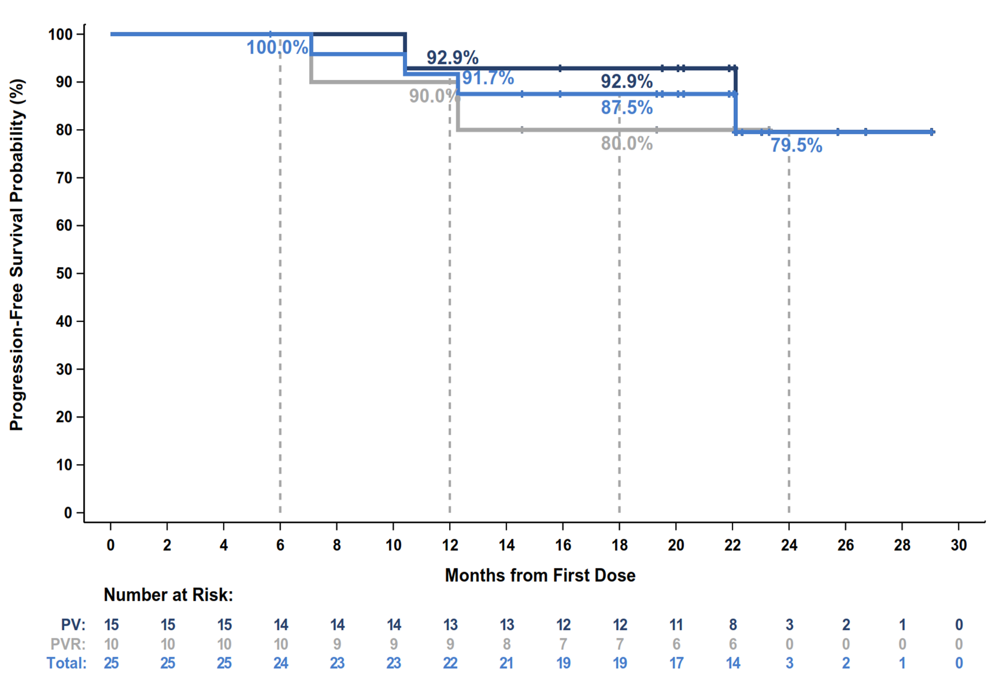 Progression-Free Survival Probability (%)
100
90
80
70
60
50
40
30
20
10
0
100.0%
92.9%
91.7%
90.0%
92.9%
87.5%
80.0%
79.5%
0 2 4 6 8 10 12 14 16 18 20 22 24 26 28 30
Months from First Dose
Number at Risk:
PV: 15 15 15 14 14 14 13 13 12 12 11 8 3 2 1 0
PVR: 10 10 10 10 9 9 9 8 7 7 6 6 0 0 0 0
Total: 25 25 25 24 23 23 22 21 19 19 17 14 3 2 1 0